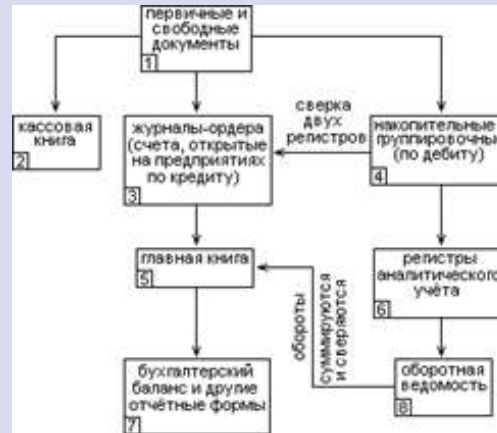 первичные и
свободные
документы
1
кассовая
книга
2
журналы-ордера
(счета, открытые
на предприятиях
по кредиту)
3
сверка
двух
регистров
накопительные
группировочные
(по дебиту)
4
главная книга
5
регистры
аналитического
учёта
6
обороты
суммируются
и сверяются
бухгалтерский
баланс и другие
отчётные формы
7
оборотная
ведомость
8